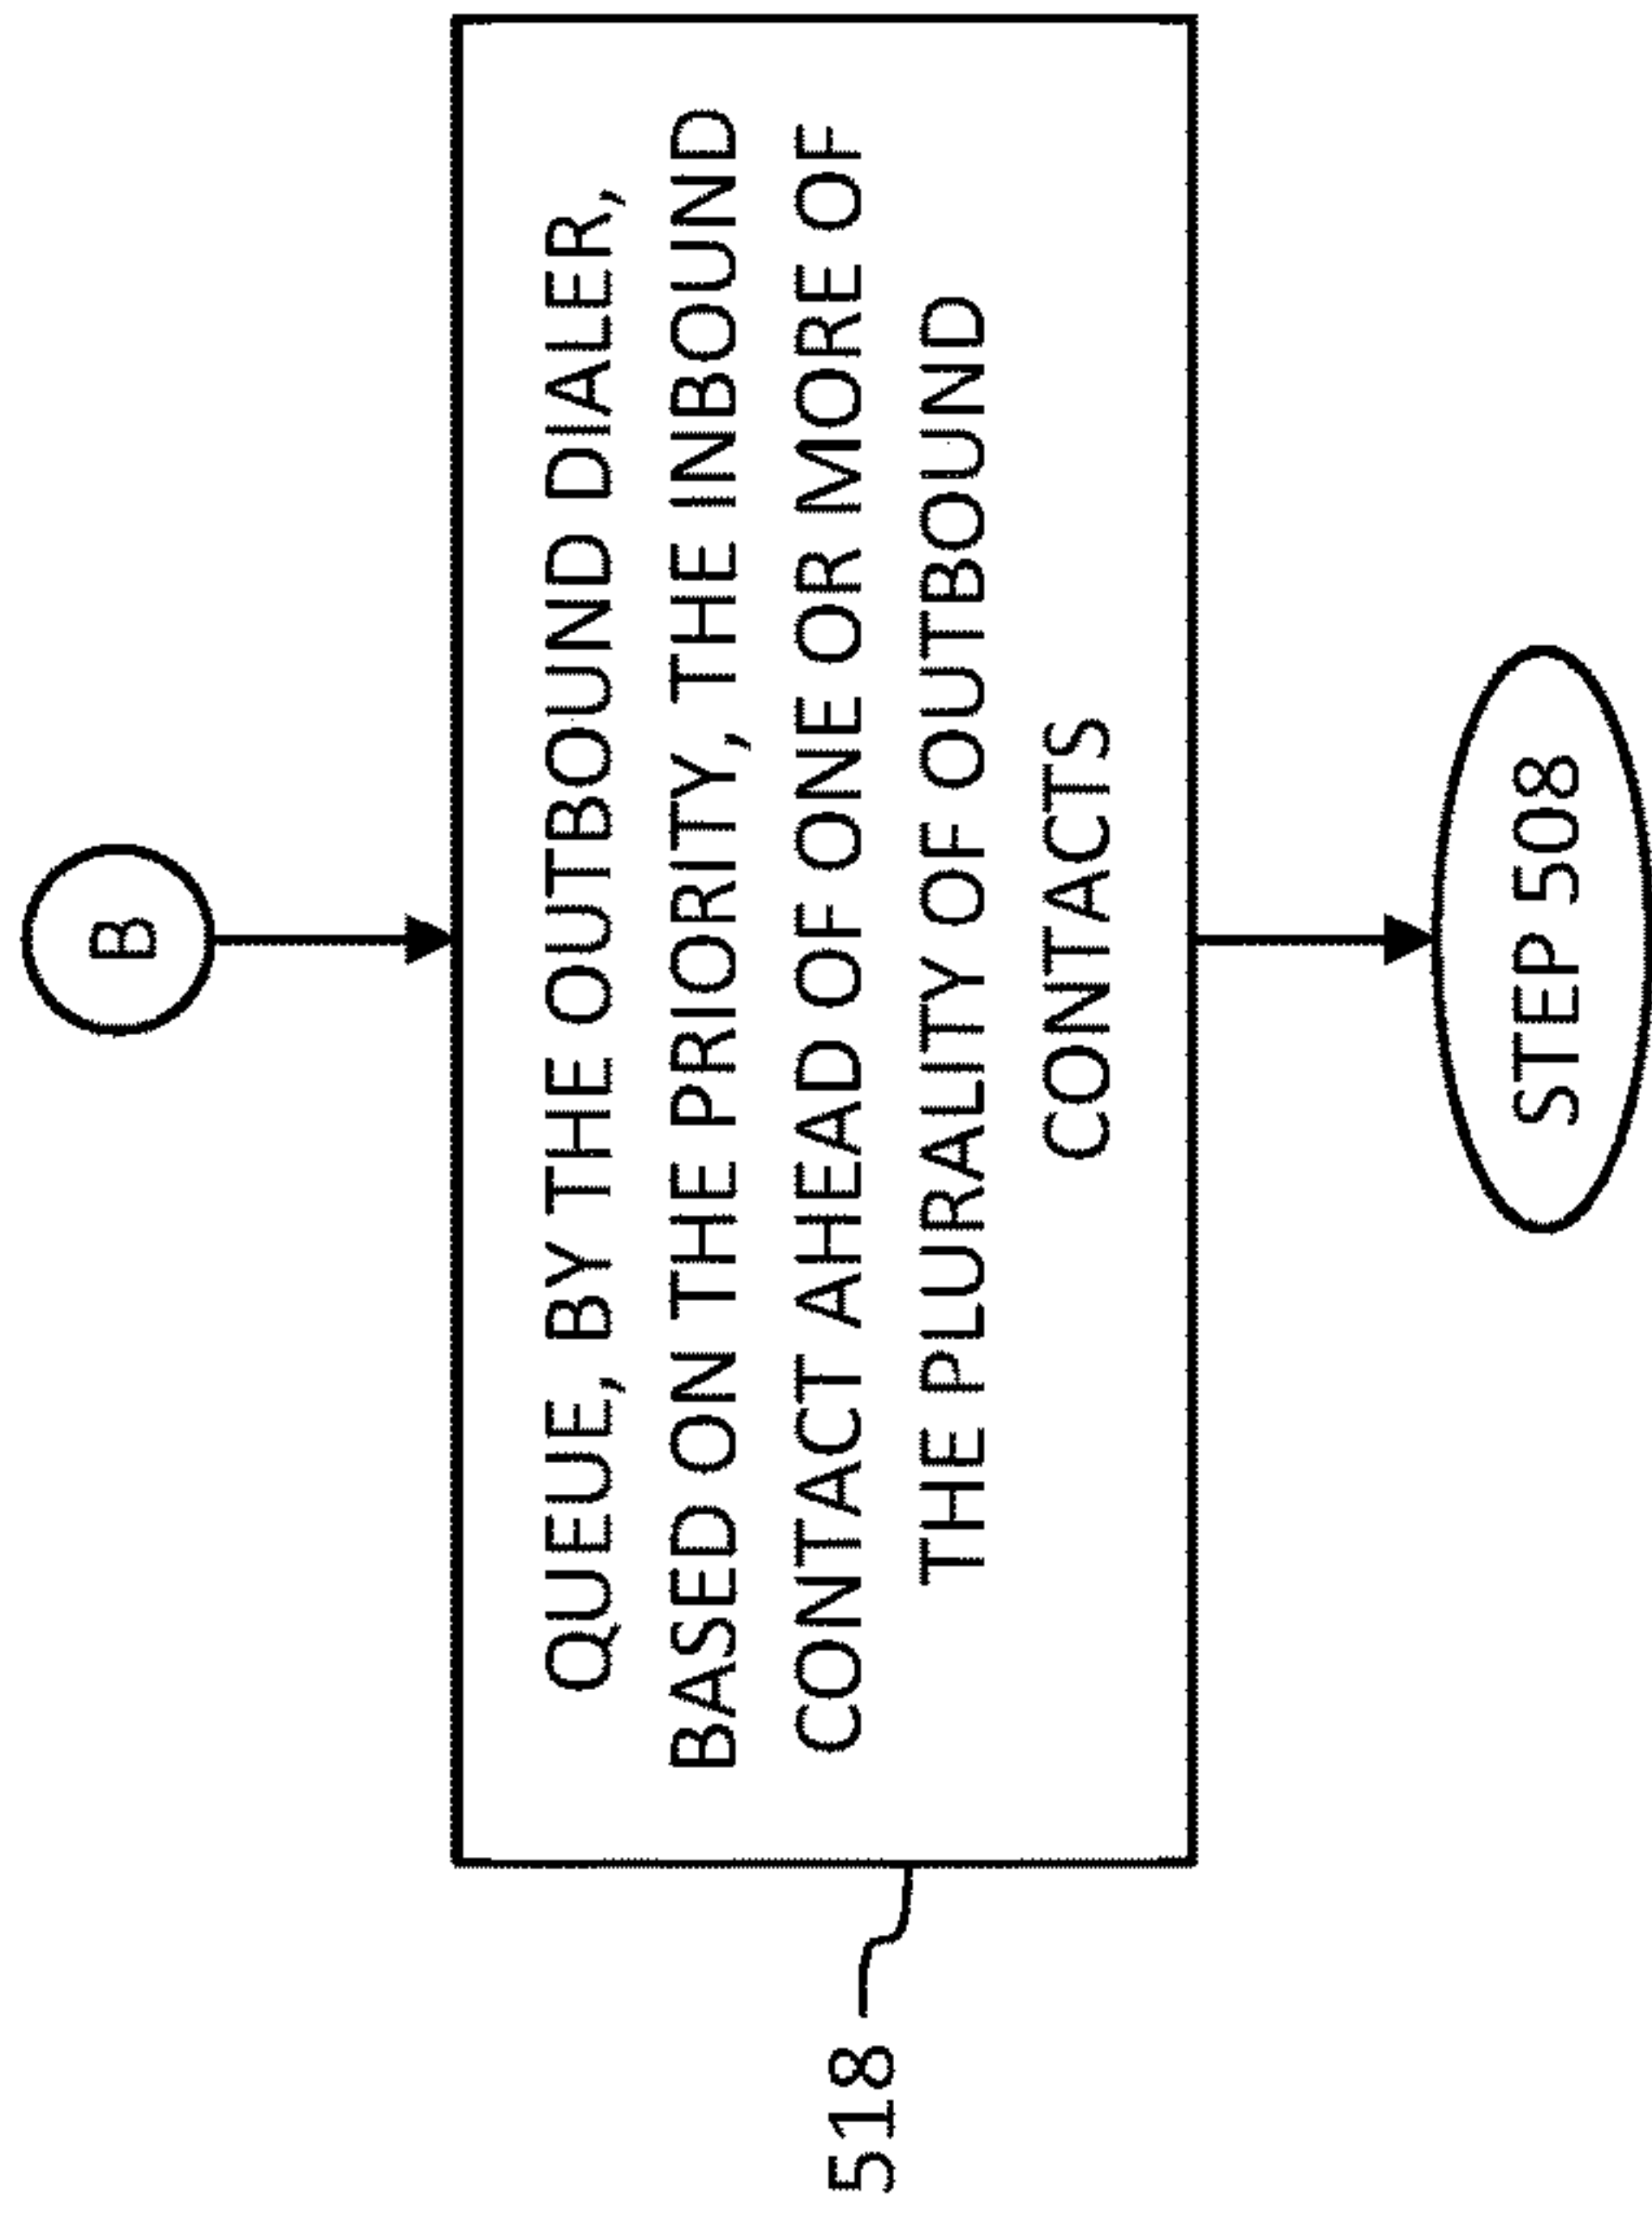 B
QUEUE, BY THE OUTBOUND DIALER,
BASED ON THE PRIORITY, THE INBOUND
CONTACT AHEAD OF ONE OR MORE OF
THE PLURALITY OF OUTBOUND
CONTACTS
518
STEP 508